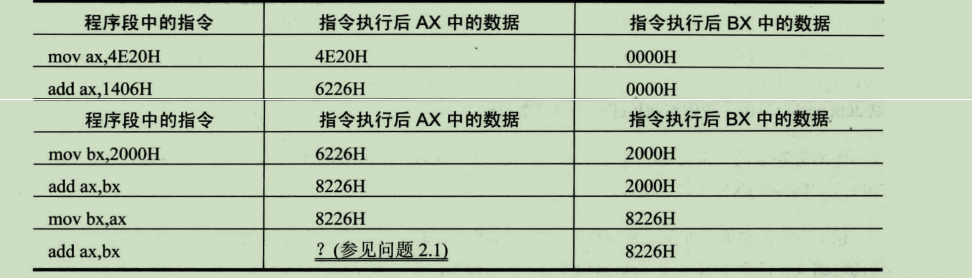 程序段中的指令 指令执行后 AX 中的数据 指令执行后 BX 中的数据
mov ax,4E20H 4E20H 0000H
add ax,1406H 6226H 0000H
程序段中的指令 指令执行后 AX 中的数据 指令执行后 BX 中的数据
mov bx,2000H 6226H 2000H
add ax,bx 8226H 2000H
mov bx,ax 8226H 8226H
add ax,bx ? (参见问题 2.1) 8226H